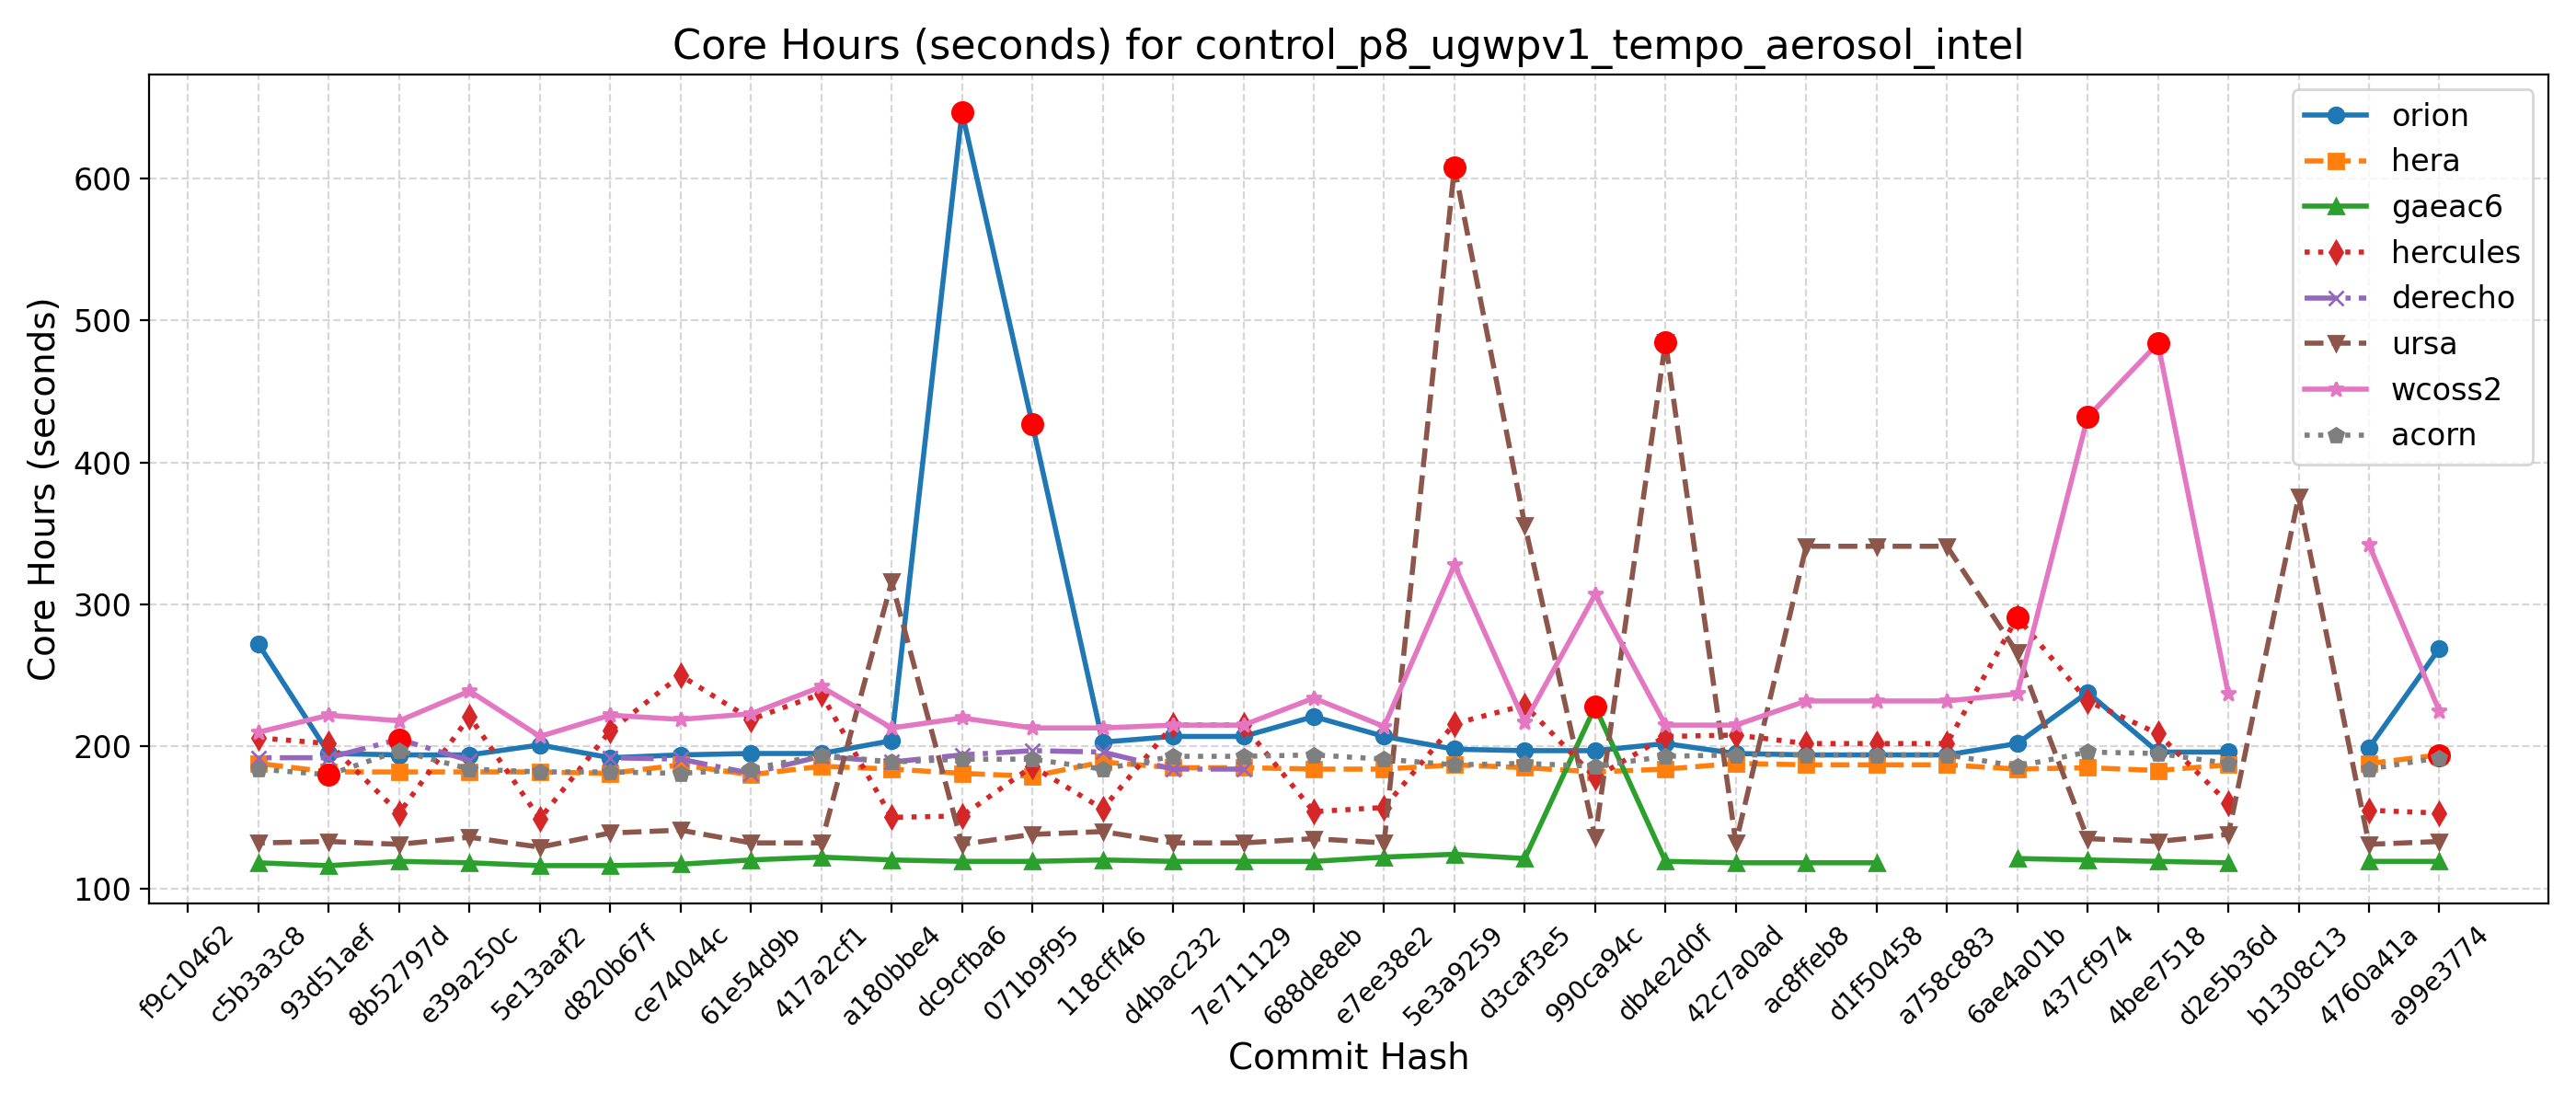 Core Hours (seconds) for control_p8_ugwpv1_tempo_aerosol_intel
Core Hours (seconds)
600
500
400
300
200
100
orion
hera
gaeac6
hercules
derecho
ursa
wcoss2
acorn
f9c10462
c5b3a3c8
93d51aef
8b52797d
e39a250c
5e13aaf2
d820b67f
ce74044c
61e54d9b
417a2cf1
a180bbe4
dc9cfba6
071b9f95
118cff46
d4bac232
7e711129
688de8eb
e7ee38e2
5e3a9259
d3caf3e5
990ca94c
db4e2d0f
42c7a0ad
ac8ffeb8
d1f50458
a758c883
6ae4a01b
437cf974
4bee7518
d2e5b36d
b1308c13
4760a41a
a99e3774
Commit Hash